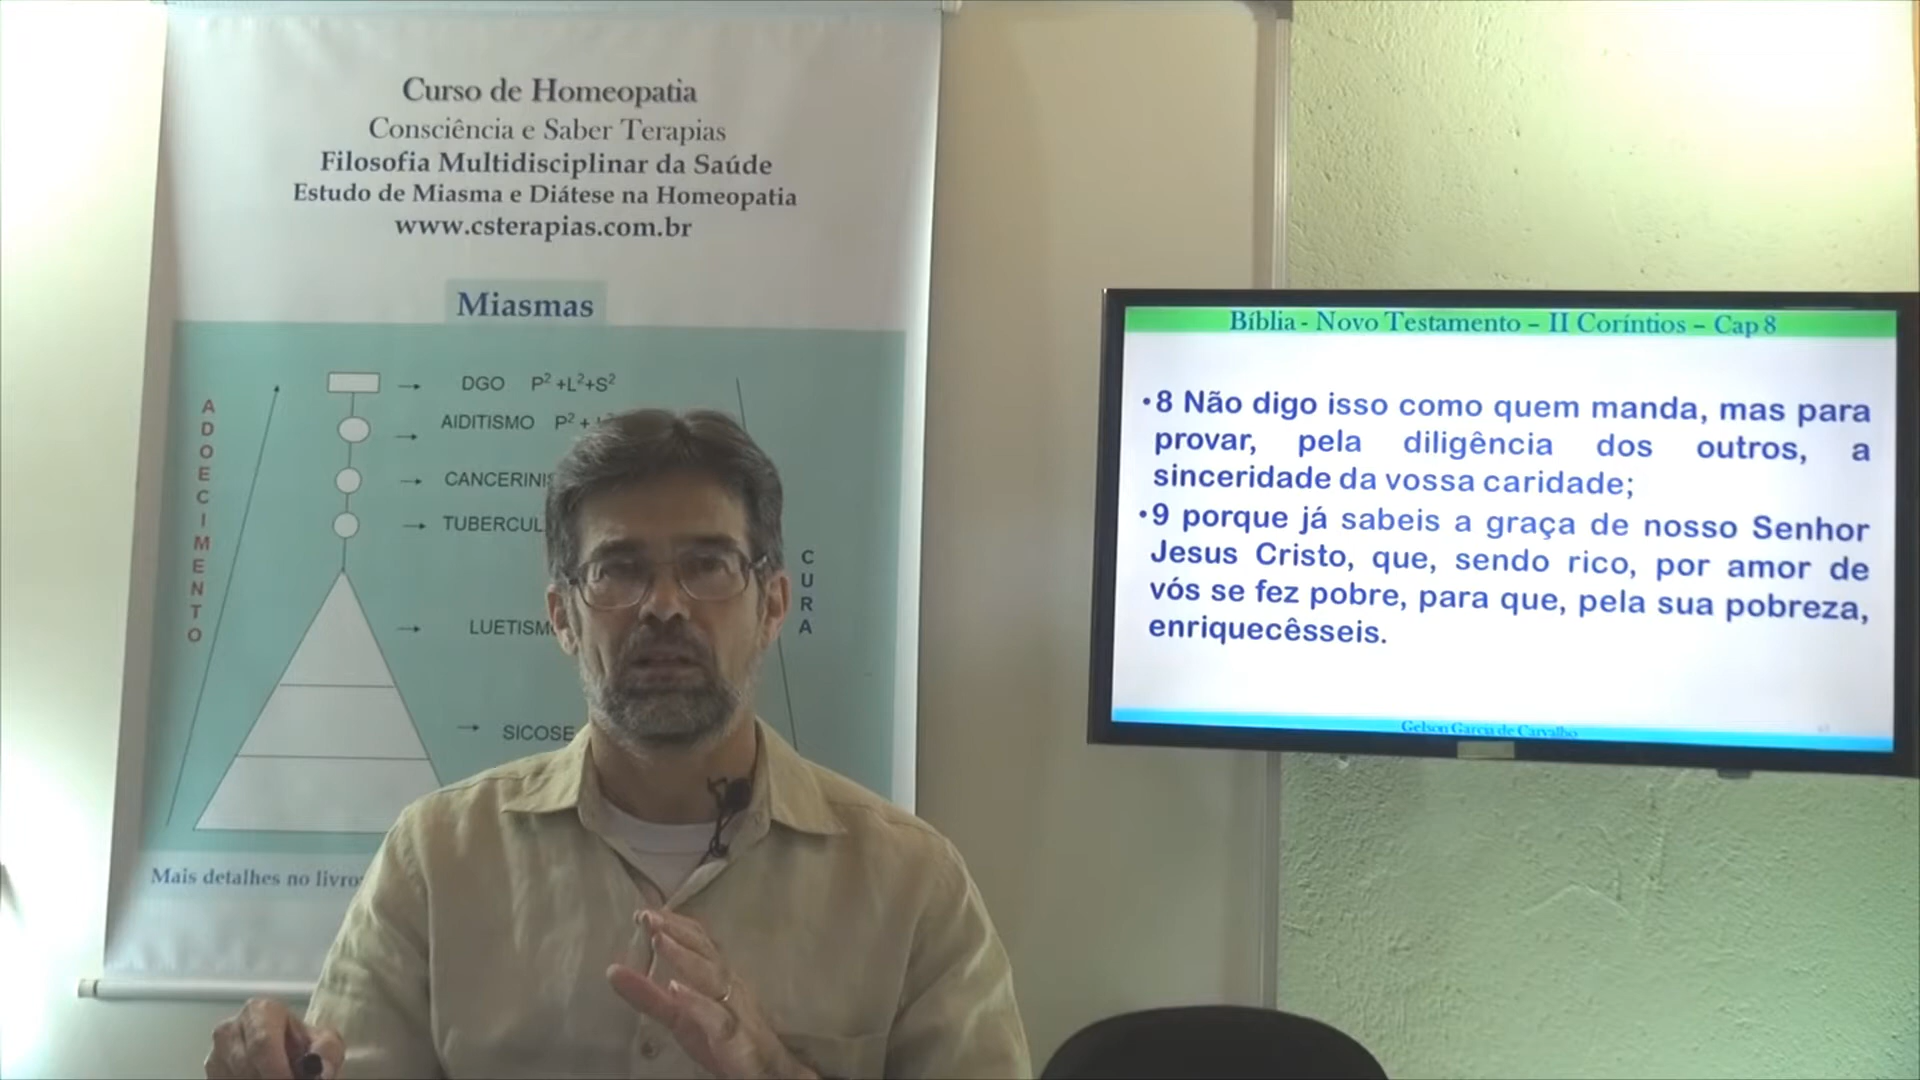 Curso de Homeopatia
Consciência e Saber Terapias
Filosofia Multidisciplinar da Saúde
Estudo de Miasma e Diátese na Homeopatia
www.csterapias.com.br
Miasmas
ADOECIMENTO
DGO P²+L²+S²
AIDITISMO P² +
CANCERINIS
TUBERCUL
LUETISM
SICOSE
CURA
Mais detalhes no livro:
Bíblia - Novo Testamento – II Coríntios – Cap 8
•8 Não digo isso como quem manda, mas para
provar, pela diligência dos outros, a
sinceridade da vossa caridade;
•9 porque já sabeis a graça de nosso Senhor
Jesus Cristo, que, sendo rico, por amor de
vós se fez pobre, para que, pela sua pobreza,
enriquecêsseis.
Gelson Garcia de Carvalho